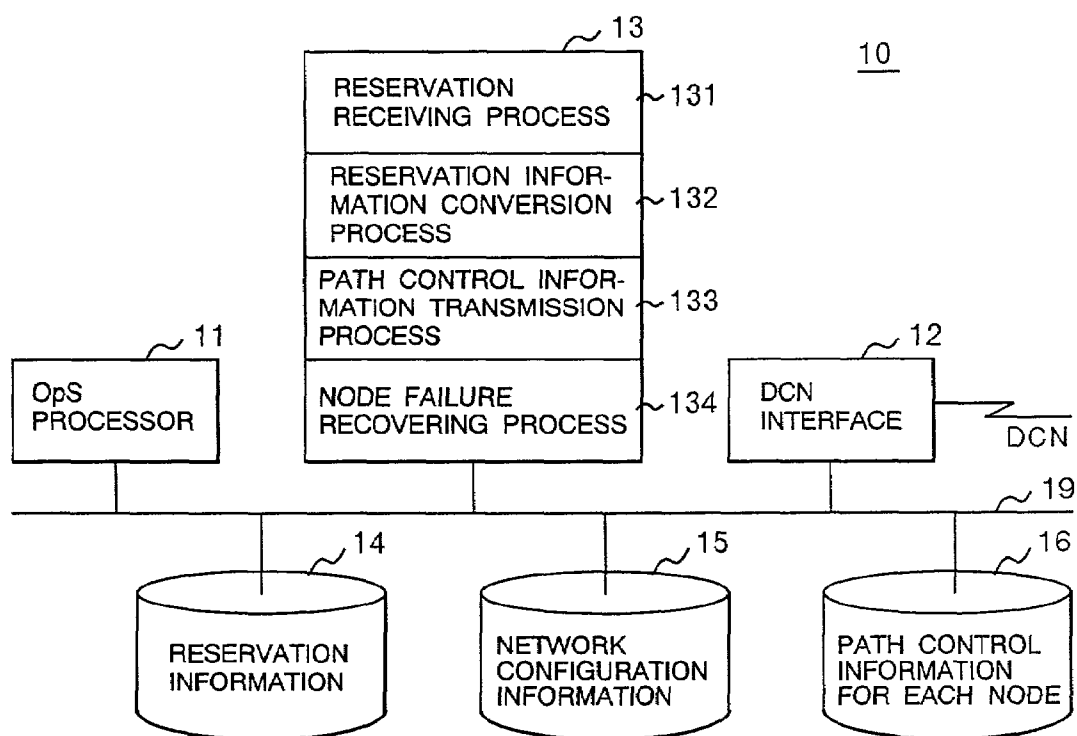 13
10
RESERVATION
RECEIVING PROCESS
131
RESERVATION INFOR-
MATION CONVERSION
PROCESS
132
PATH CONTROL INFOR-
MATION TRANSMISSION
PROCESS
133
NODE FAILURE
RECOVERING PROCESS
134
11
OpS
PROCESSOR
12
DCN
INTERFACE
DCN
19
14
RESERVATION
INFORMATION
15
NETWORK
CONFIGURATION
INFORMATION
16
PATH CONTROL
INFORMATION
FOR EACH NODE